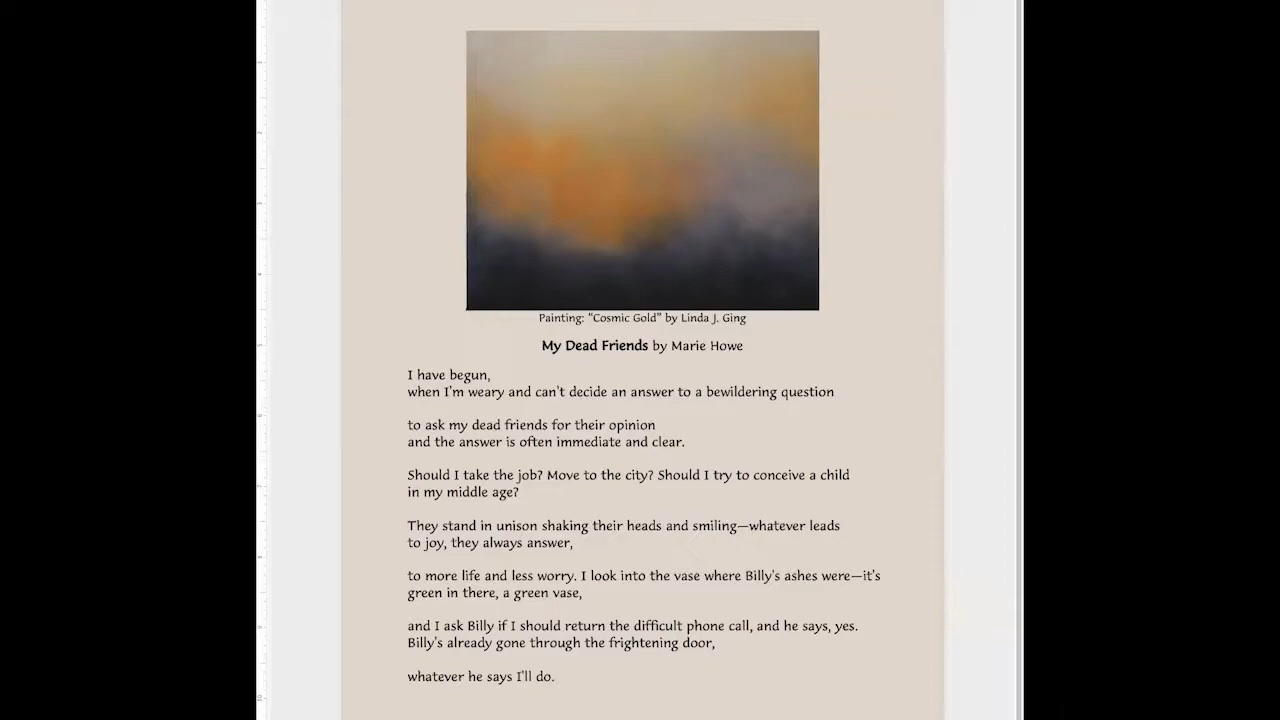 Painting: “Cosmic Gold” by Linda J. Ging
My Dead Friends by Marie Howe
I have begun,
when I'm weary and can't decide an answer to a bewildering question
to ask my dead friends for their opinion
and the answer is often immediate and clear.
Should I take the job? Move to the city? Should I try to conceive a child
in my middle age?
They stand in unison shaking their heads and smiling—whatever leads
to joy, they always answer,
to more life and less worry. I look into the vase where Billy's ashes were—it's
green in there, a green vase,
and I ask Billy if I should return the difficult phone call, and he says, yes.
Billy's already gone through the frightening door,
whatever he says I'll do.